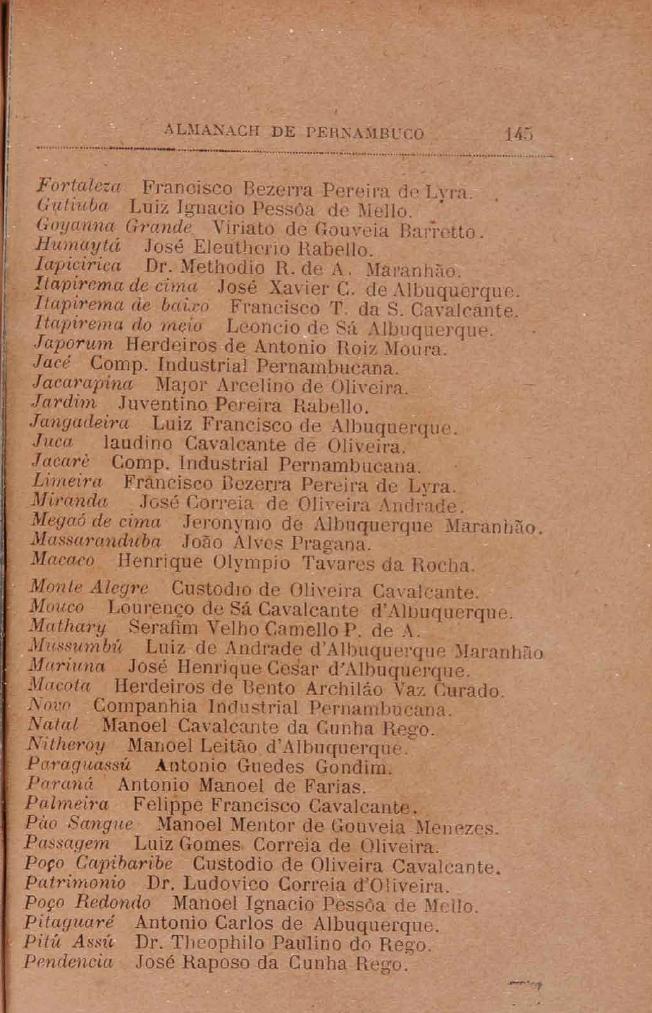 ALMANACH DE PERNAMBUCO 145
Fortaleza Francisco Bezerra Pereira de Lyra.
Gutiuba Luiz Ignacio Pessôa de Mello.
Goyanna Grande Viriato de Gouveia Barretto.
Humaytá José Eleutherio Rabello.
Iapicirica Dr. Methodio R. de A. Maranhão.
Itapirema de cima José Xavier C. de Albuquerque.
Itapirema de baixo Francisco T. da S. Cavalcante.
Itapirema do meio Leoncio de Sá Albuquerque.
Japorum Herdeiros de Antonio Roiz Moura.
Jacé Comp. Industrial Pernambucana.
Jacarapina Major Arcelino de Oliveira.
Jardim Juventino Pereira Rabello.
Jangadeira Luiz Francisco de Albuquerque.
Juca laudino Cavalcante de Oliveira.
Jacarè Comp. Industrial Pernambucana.
Limeira Francisco Bezerra Pereira de Lyra.
Miranda José Correia de Oliveira Andrade.
Megaó de cima Jeronymo de Albuquerque Maranhão.
Massaranduba João Alves Pragana.
Macaco Henrique Olympio Tavares da Rocha.
Monte Alegre Custodio de Oliveira Cavalcante.
Mouco Lourenço de Sá Cavalcante d'Albuquerque.
Mathary Serafim Velho Camello P. de A.
Mussumbú Luiz de Andrade d'Albuquerque Maranhão
Mariuna José Henrique Cesar d'Albuquerque.
Macota Herdeiros de Bento Archiláo Vaz Curado.
Novo Companhia Industrial Pernambucana.
Natal Manoel Cavalcante da Cunha Rego.
Nitheroy Manoel Leitão d'Albuquerque.
Paraguassú Antonio Guedes Gondim.
Paraná Antonio Manoel de Farias.
Palmeira Felippe Francisco Cavalcante.
Pào Sangue Manoel Mentor de Gouveia Menezes.
Passagem Luiz Gomes Correia de Oliveira.
Poço Capibaribe Custodio de Oliveira Cavalcante.
Patrimonio Dr. Ludovico Correia d'Oliveira.
Poço Redondo Manoel Ignacio Pessôa de Mello.
Pitaguaré Antonio Carlos de Albuquerque.
Pitú Assú Dr. Theophilo Paulino do Rego.
Pendencia José Raposo da Cunha Rego.